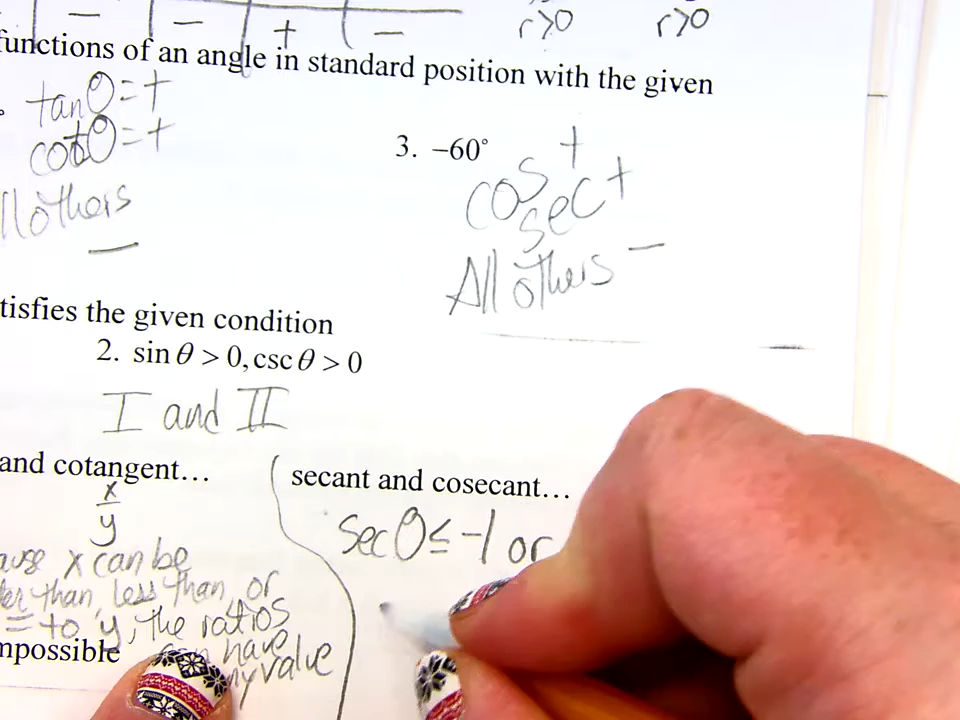 − − + −
r>0 r>0
functions of an angle in standard position with the given
tanθ=+
cotθ=+
All others
−
3. −60°
cos +
sec +
All others −
tisfies the given condition
2. sin θ > 0, csc θ > 0
I and II
and cotangent...
x
y
x can be
than, less than, or
= to y, the ratios
have
value
mpossible
secant and cosecant...
secθ≤ −1 or